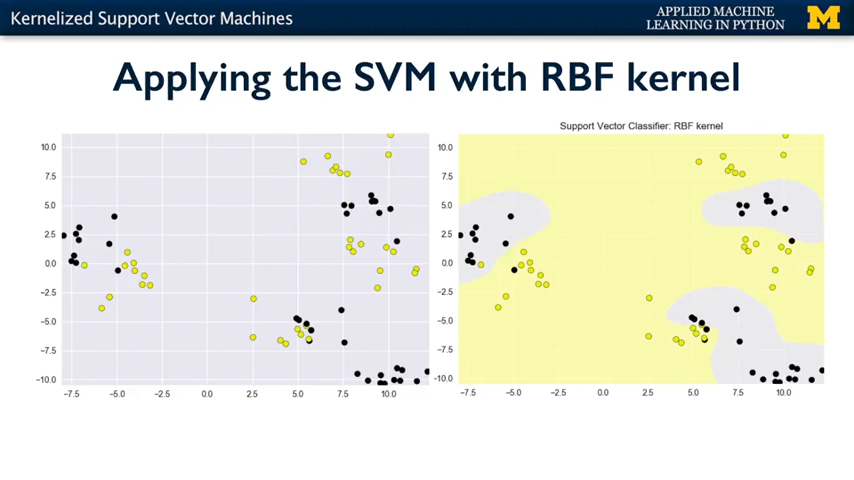 Kernelized Support Vector Machines
APPLIED MACHINE
LEARNING IN PYTHON
M
Applying the SVM with RBF kernel
10.0
7.5
5.0
2.5
0.0
−2.5
−5.0
−7.5
−10.0
−7.5 −5.0 0.0 2.5 5.0 7.5 10.0
Support Vector Classifier: RBF kernel
10.0
7.5
5.0
2.5
0.0
−2.5
−5.0
−7.5
−10.0
−7.5 −5.0 0.0 2.5 5.0 7.5 10.0